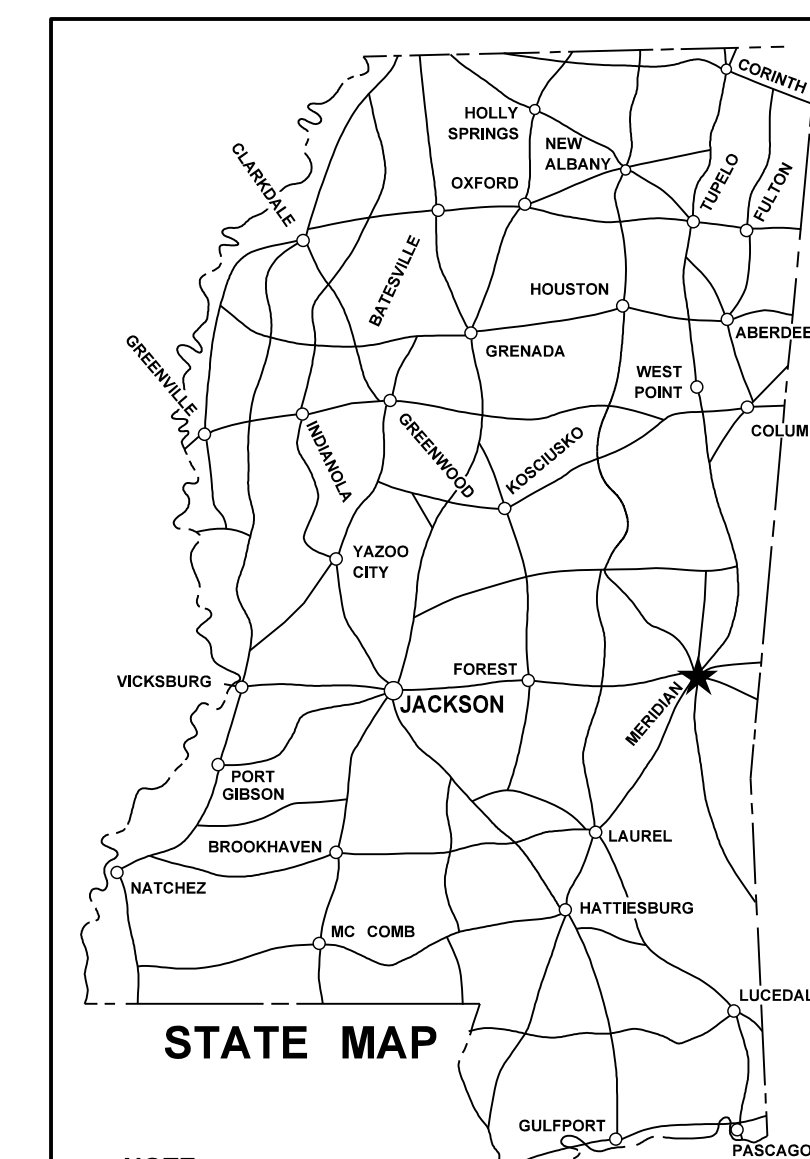 CORINTH
HOLLY
SPRINGS
NEW
ALBANY
CLARKDALE
OXFORD
TUPELO
FULTON
BATESVILLE
HOUSTON
GREENVILLE
GRENADA
ABERDEE
WEST
POINT
INDIANOLA
GREENWOOD
KOSCIUSKO
COLUM
YAZOO
CITY
VICKSBURG
FOREST
JACKSON
MERIDIAN
PORT
GIBSON
LAUREL
BROOKHAVEN
NATCHEZ
HATTIESBURG
MC COMB
LUCEDAL
STATE MAP
GULFPORT
PASCAGO
NOTE